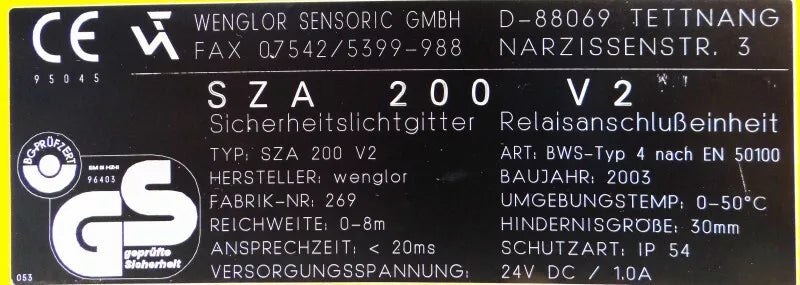 CE WENGLOR SENSORIC GMBH D-88069 TETTNANG
FAX 07542/5399-988 NARZISSENSTR. 3
95045
SZA 200 V2
Sicherheitslichtgitter Relaisanschlußeinheit
BG-PRÜFZERT
TYP: SZA 200 V2 ART: BWS-Typ 4 nach EN 50100
96403
HERSTELLER: wenglor BAUJAHR: 2003
FABRIK-NR: 269 UMGEBUNGSTEMP: 0-50°C
GS
REICHWEITE: 0-8m HINDERNISGRÖßE: 30mm
geprüfte
Sicherheit
ANSPRECHZEIT: < 20ms SCHUTZART: IP 54
053
VERSORGUNGSSPANNUNG: 24V DC / 1.0A